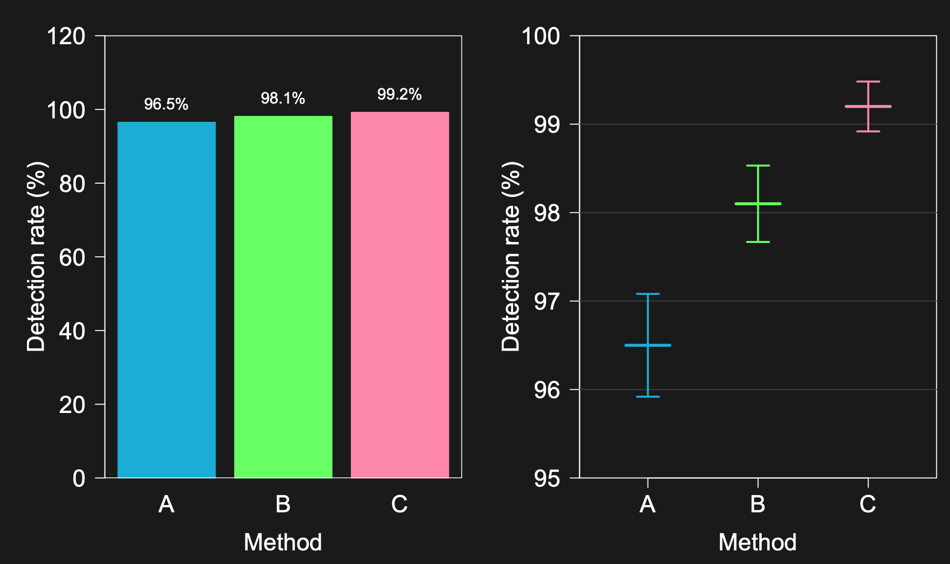 120
100
80
60
40
20
0
Detection rate (%)
96.5%
98.1%
99.2%
A
B
C
Method
100
99
98
97
96
95
Detection rate (%)
A
B
C
Method